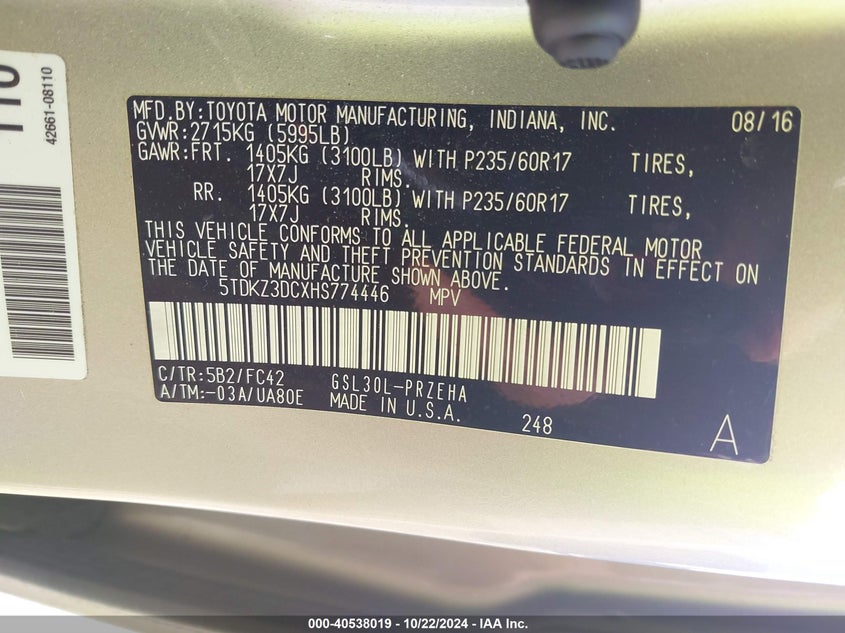 110
42661-08110
MFD.BY:TOYOTA MOTOR MANUFACTURING, INDIANA, INC. 08/16
GVWR:2715KG (5995LB)
GAWR:FRT. 1405KG (3100LB) WITH P235/60R17 TIRES,
17X7J RIMS.
RR. 1405KG (3100LB) WITH P235/60R17 TIRES,
17X7J RIMS.
THIS VEHICLE CONFORMS TO ALL APPLICABLE FEDERAL MOTOR
VEHICLE SAFETY AND THEFT PREVENTION STANDARDS IN EFFECT ON
THE DATE OF MANUFACTURE SHOWN ABOVE.
5TDKZ3DCXHS774446 MPV
C/TR:5B2/FC42 GSL30L-PRZEHA
A/TM:-03A/UA80E MADE IN U.S.A.
248
A
000-40538019 - 10/22/2024 - IAA Inc.